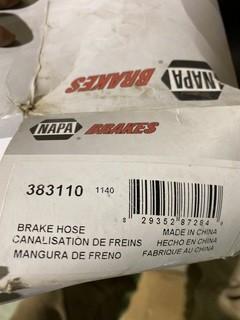 NAPA BRAKES
NAPA BRAKES
383110 1140
8 29352 87284 9
BRAKE HOSE
CANALISATION DE FREINS
MANGURA DE FRENO
MADE IN CHINA
HECHO EN CHINA
FABRIQUE AU CHINA